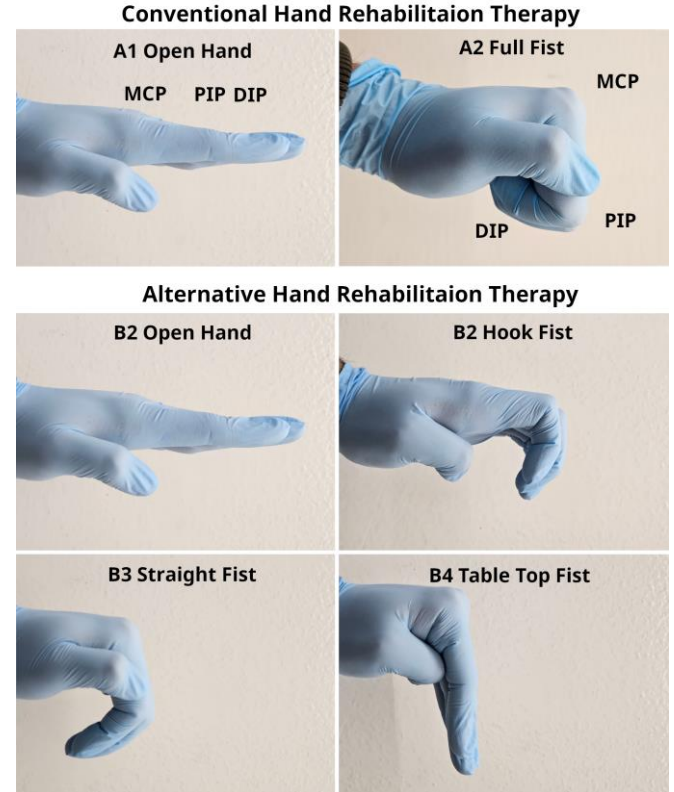 Conventional Hand Rehabilitaion Therapy
A1 Open Hand
MCP PIP DIP
A2 Full Fist
MCP
DIP
PIP
Alternative Hand Rehabilitaion Therapy
B2 Open Hand
B2 Hook Fist
B3 Straight Fist
B4 Table Top Fist